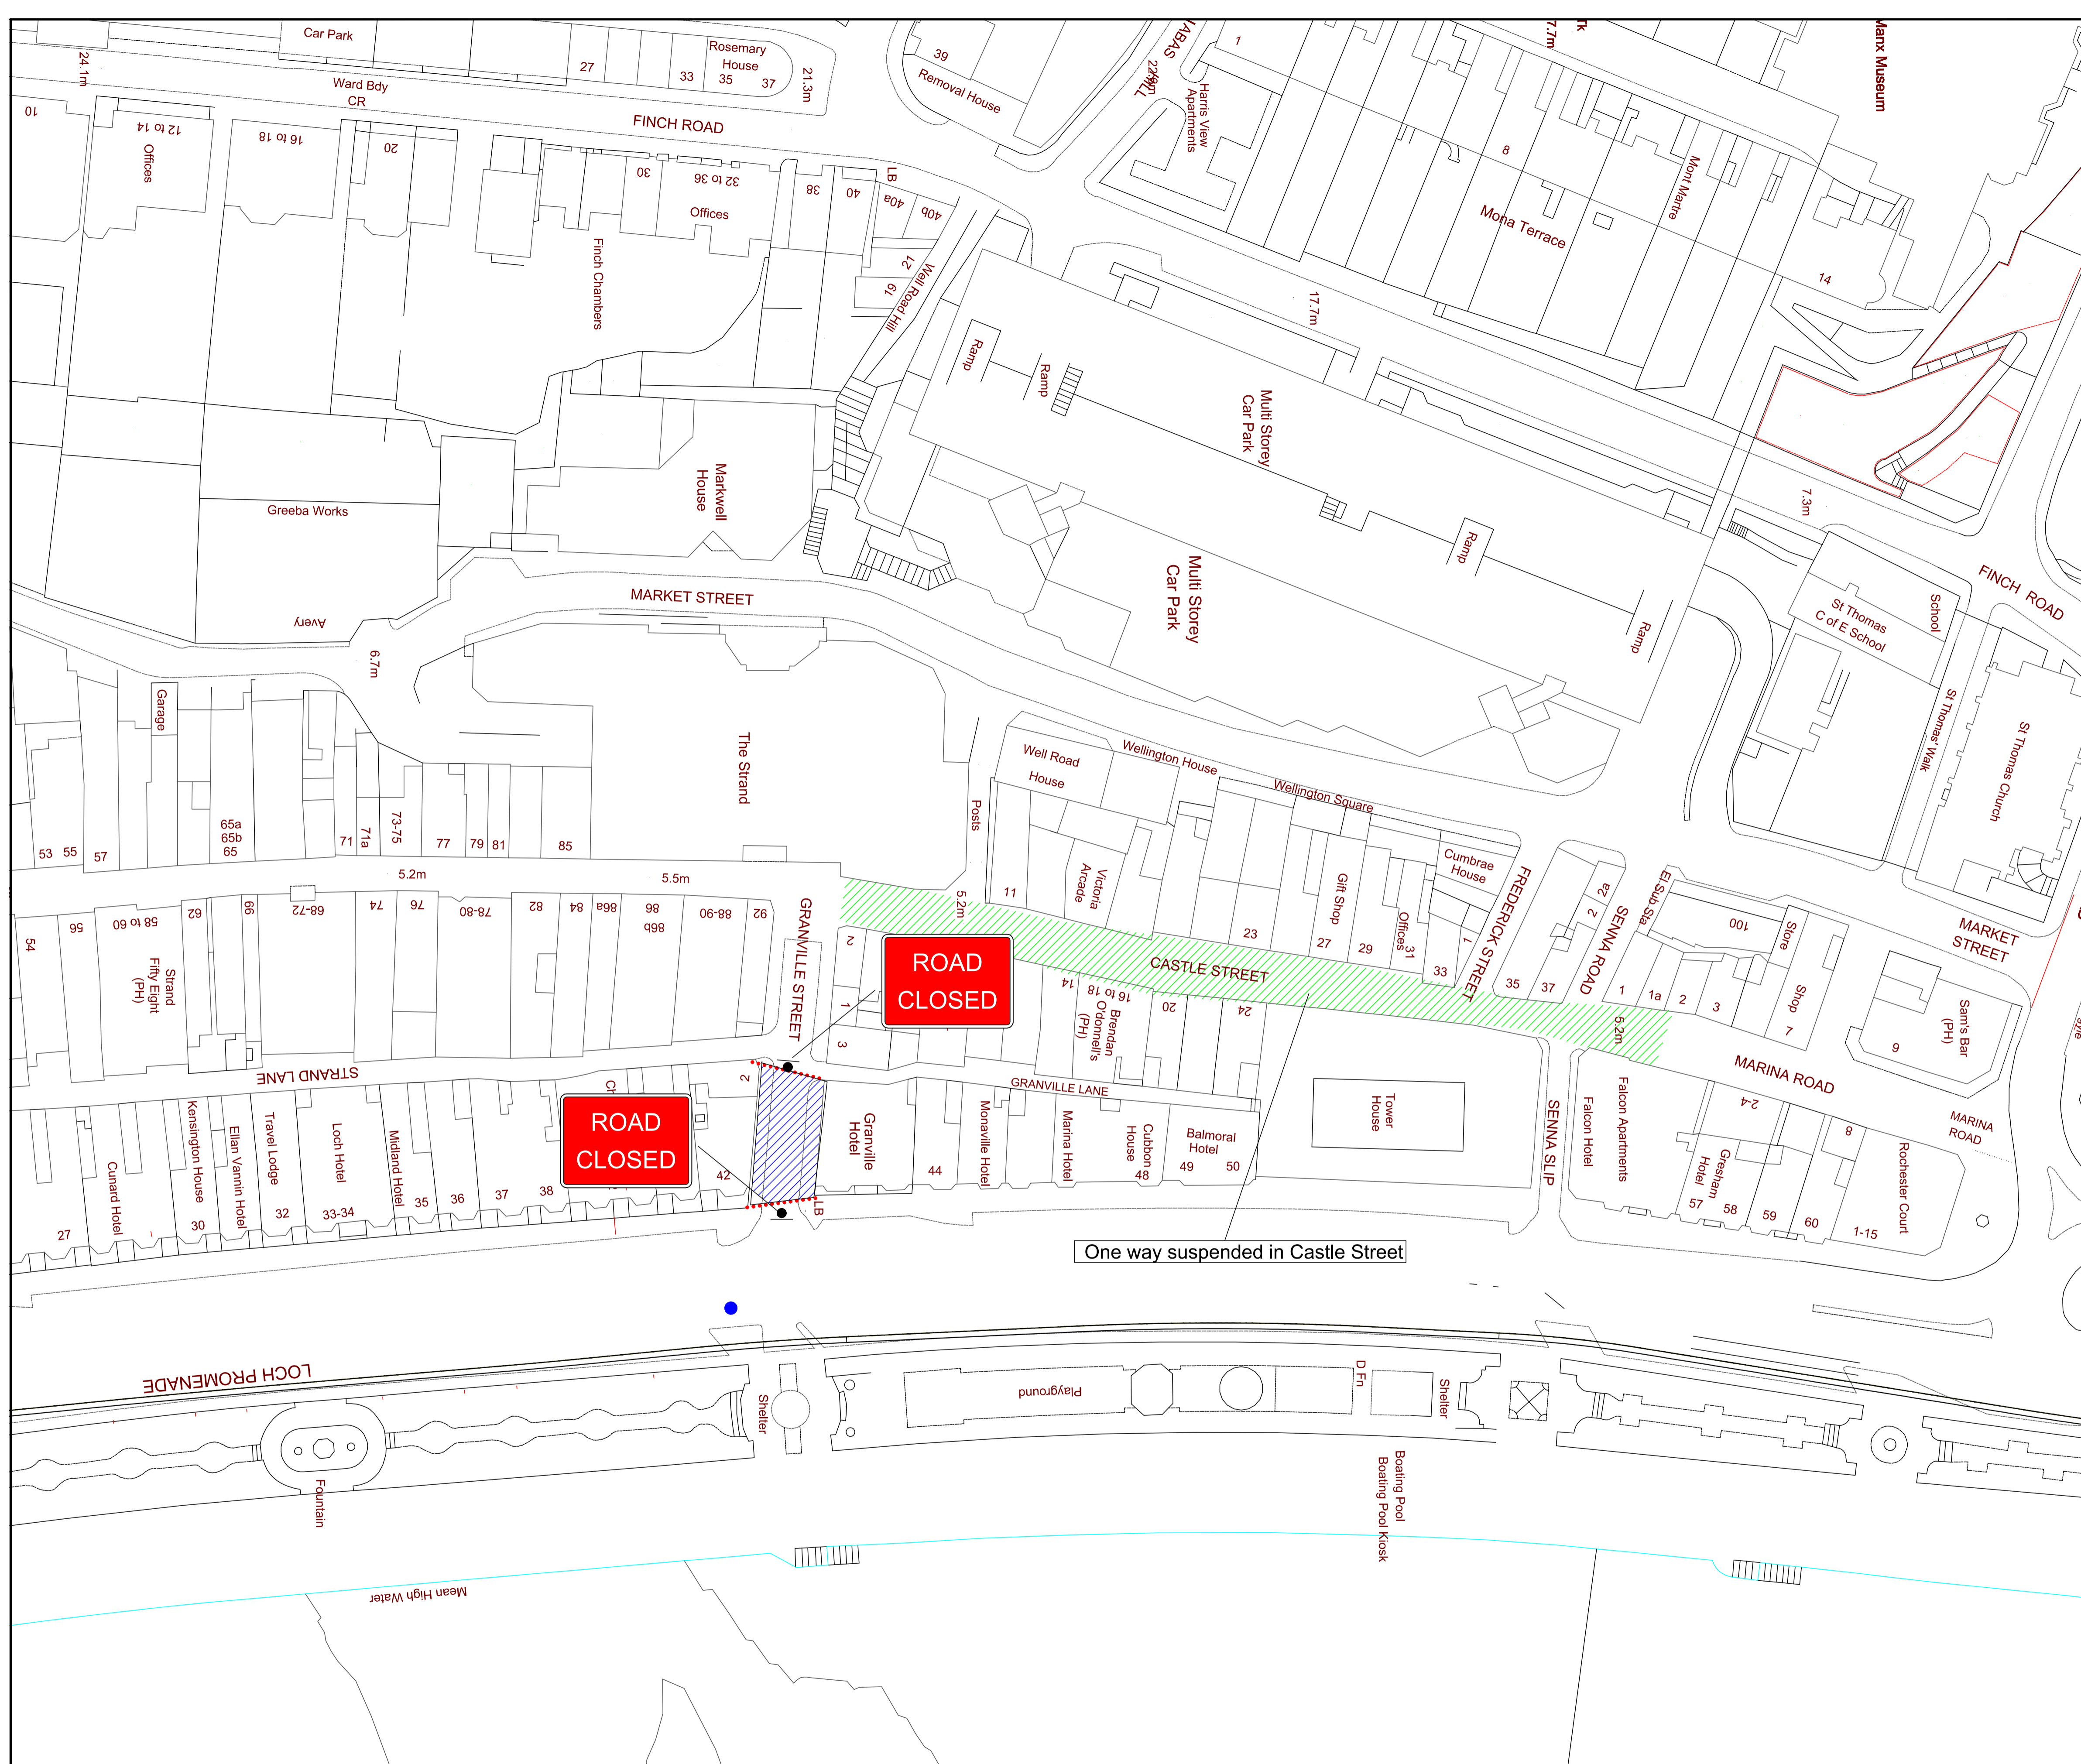 Car Park
27
33
Rosemary
House
35
37
21.3m
24.1m
Ward Bdy
CR
FINCH ROAD
39
Removal House
1
Harris View
Apartments
7.7m
Tk
Manx Museum
10
12 to 14
Offices
16 to 18
20
30
32 to 36
Offices
38
40
LB
40a
40b
21
19
Well Road Hill
Finch Chambers
8
Mont Martre
Mona Terrace
14
17.7m
Ramp
Ramp
Multi Storey
Car Park
Markwell
House
Greeba Works
Avery
MARKET STREET
Multi Storey
Car Park
Ramp
Ramp
7.3m
FINCH ROAD
School
St Thomas
C of E School
St Thomas' Walk
St Thomas Church
6.7m
Garage
The Strand
Posts
Well Road
House
Wellington House
Wellington Square
53
55
57
65a
65b
65
71
71a
73-75
77
79
81
85
11
Victoria
Arcade
23
Gift Shop
27
29
Offices
31
33
Cumbrae
House
1
FREDERICK STREET
35
37
2
2a
SENNA ROAD
El Sub Sta
100
Store
Shop
1
1a
2
3
7
MARKET
STREET
Sam's Bar
(PH)
9
5.2m
5.5m
5.2m
5.2m
54
56
58 to 60
Strand
Fifty Eight
(PH)
62
66
68-72
74
76
78-80
82
84
86a
86
86b
88-90
92
GRANVILLE STREET
2
1
3
ROAD
CLOSED
CASTLE STREET
14
16 to 18
Brendan
O'donnell's
(PH)
20
24
STRAND LANE
GRANVILLE LANE
MARINA ROAD
MARINA
ROAD
Tower
House
SENNA SLIP
Falcon Hotel
Falcon Apartments
2-4
8
Gresham
Hotel
57
58
59
60
Rochester Court
1-15
27
Cunard Hotel
Kensington House
30
Ellan Vannin Hotel
Travel Lodge
32
Loch Hotel
33-34
Midland Hotel
35
36
37
38
ROAD
CLOSED
42
2
LB
Granville
Hotel
44
Monaville Hotel
Marina Hotel
Cubbon
House
48
Balmoral
Hotel
49
50
One way suspended in Castle Street
LOCH PROMENADE
Fountain
Shelter
Playground
D Fn
Shelter
Boating Pool
Boating Pool Kiosk
Mean High Water